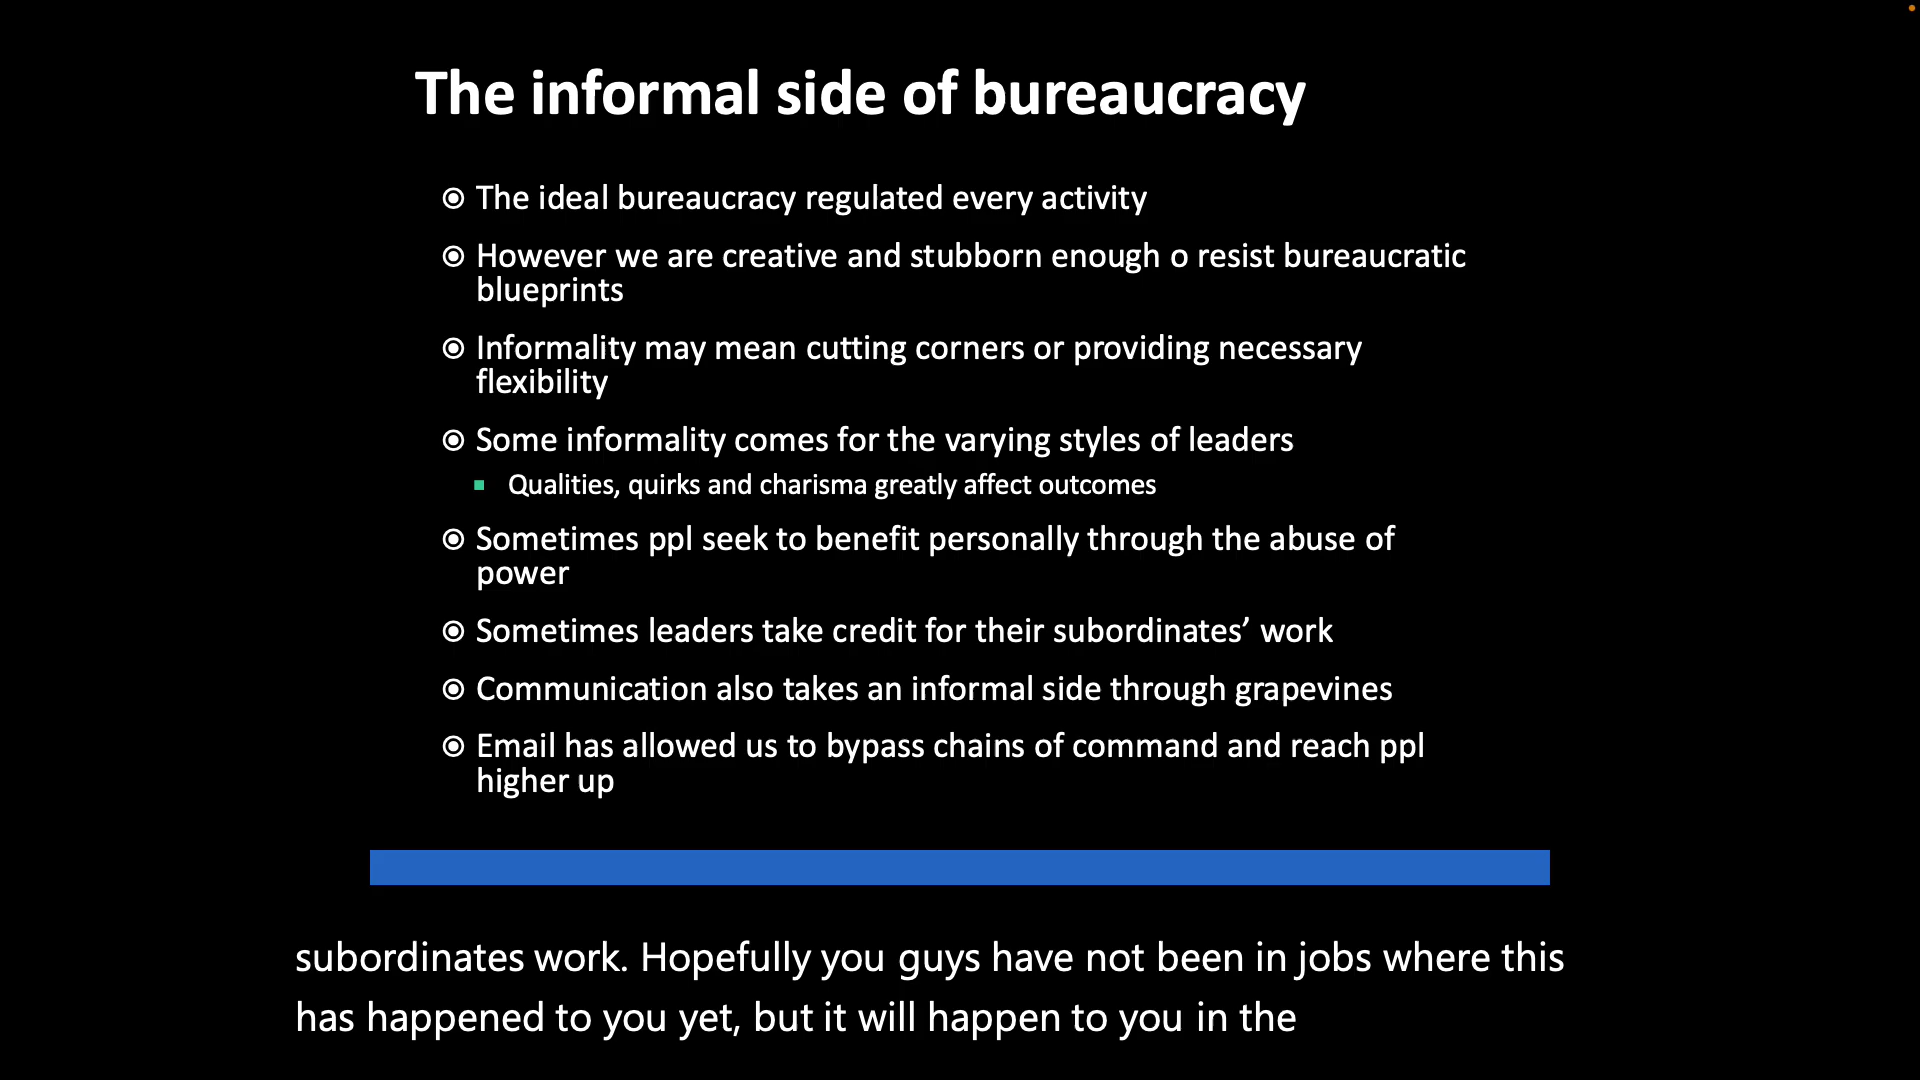 The informal side of bureaucracy
The ideal bureaucracy regulated every activity
However we are creative and stubborn enough o resist bureaucratic
blueprints
Informality may mean cutting corners or providing necessary
flexibility
Some informality comes for the varying styles of leaders
Qualities, quirks and charisma greatly affect outcomes
Sometimes ppl seek to benefit personally through the abuse of
power
Sometimes leaders take credit for their subordinates’ work
Communication also takes an informal side through grapevines
Email has allowed us to bypass chains of command and reach ppl
higher up
subordinates work. Hopefully you guys have not been in jobs where this
has happened to you yet, but it will happen to you in the